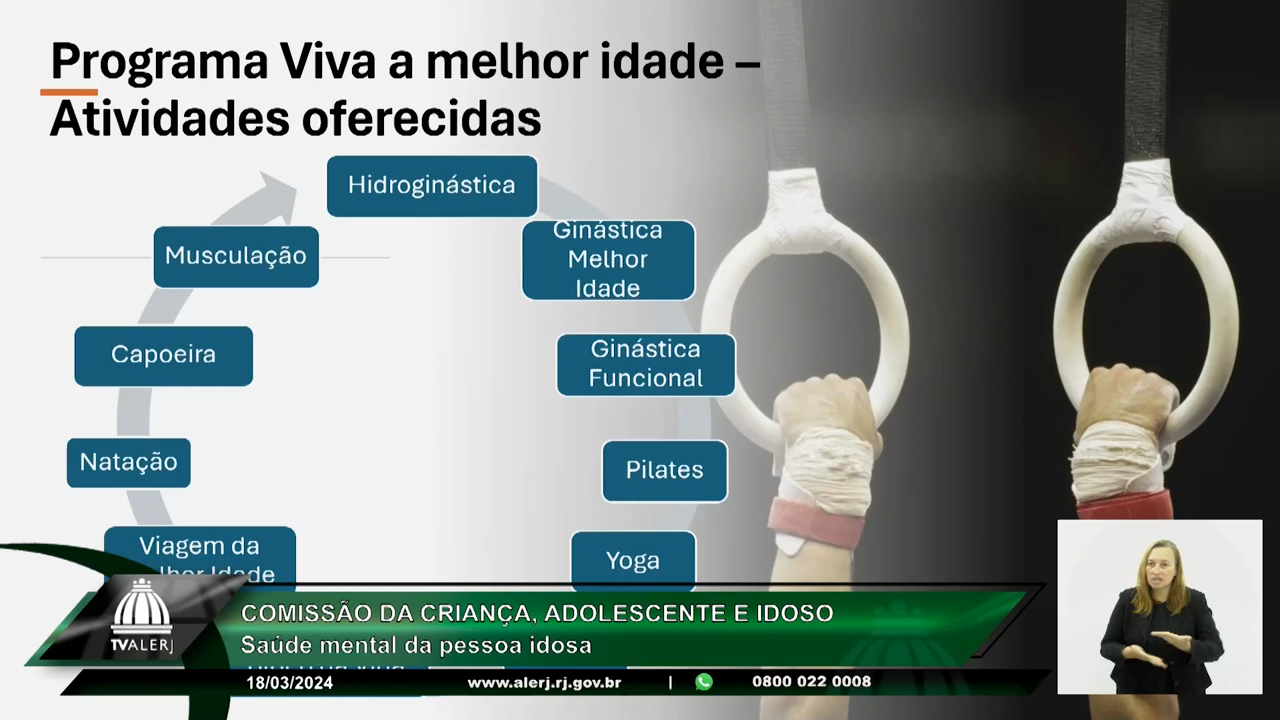 Programa Viva a melhor idade –
Atividades oferecidas
Hidroginástica
Ginástica
Melhor
Idade
Ginástica
Funcional
Pilates
Yoga
Musculação
Capoeira
Natação
Viagem da
Idade
TVALERJ
COMISSÃO DA CRIANÇA, ADOLESCENTE E IDOSO
Saúde mental da pessoa idosa
18/03/2024
www.alerj.rj.gov.br
|
0800 022 0008